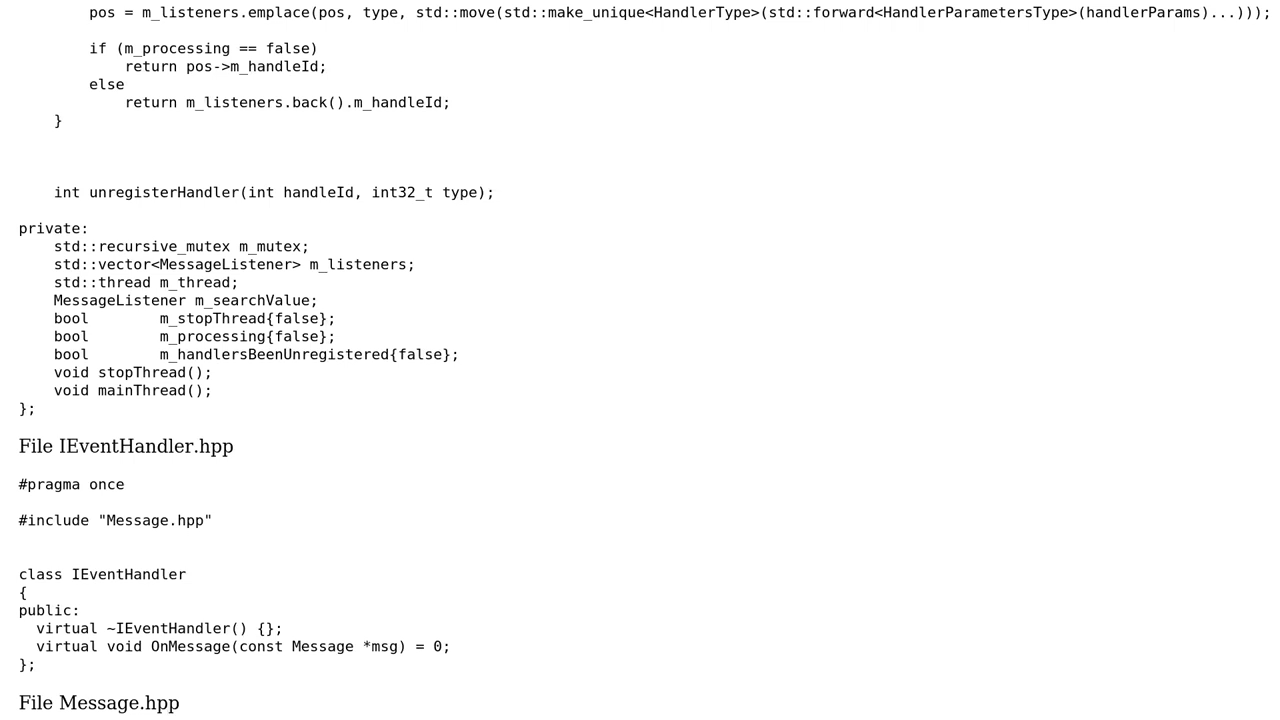 pos = m_listeners.emplace(pos, type, std::move(std::make_unique<HandlerType>(std::forward<HandlerParametersType>(handlerParams)...)));
if (m_processing == false)
return pos->m_handleId;
else
return m_listeners.back().m_handleId;
}
int unregisterHandler(int handleId, int32_t type);
private:
std::recursive_mutex m_mutex;
std::vector<MessageListener> m_listeners;
std::thread m_thread;
MessageListener m_searchValue;
bool        m_stopThread{false};
bool        m_processing{false};
bool        m_handlersBeenUnregistered{false};
void stopThread();
void mainThread();
};
File IEventHandler.hpp
#pragma once
#include "Message.hpp"
class IEventHandler
{
public:
virtual ~IEventHandler() {};
virtual void OnMessage(const Message *msg) = 0;
};
File Message.hpp